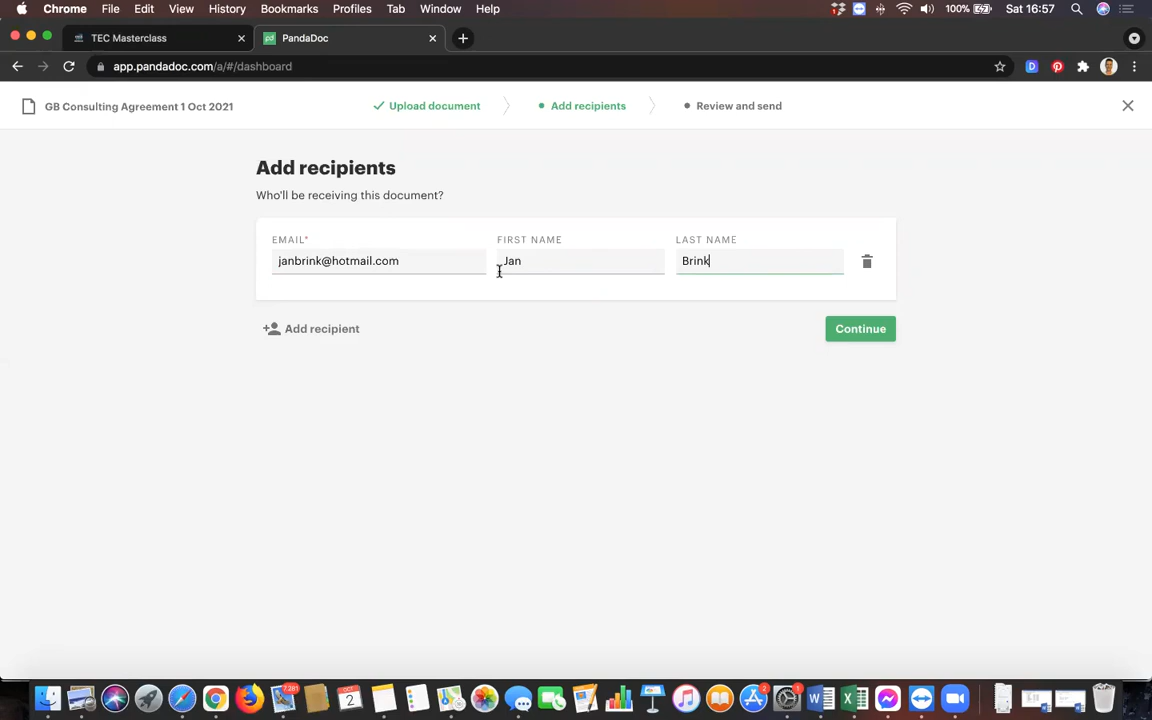 Chrome File Edit View History Bookmarks Profiles Tab Window Help 100% Sat 16:57
TEC Masterclass PandaDoc
app.pandadoc.com/a/#/dashboard
GB Consulting Agreement 1 Oct 2021 Upload document Add recipients Review and send
Add recipients
Who'll be receiving this document?
EMAIL* FIRST NAME LAST NAME
janbrink@hotmail.com Jan Brink
Add recipient Continue